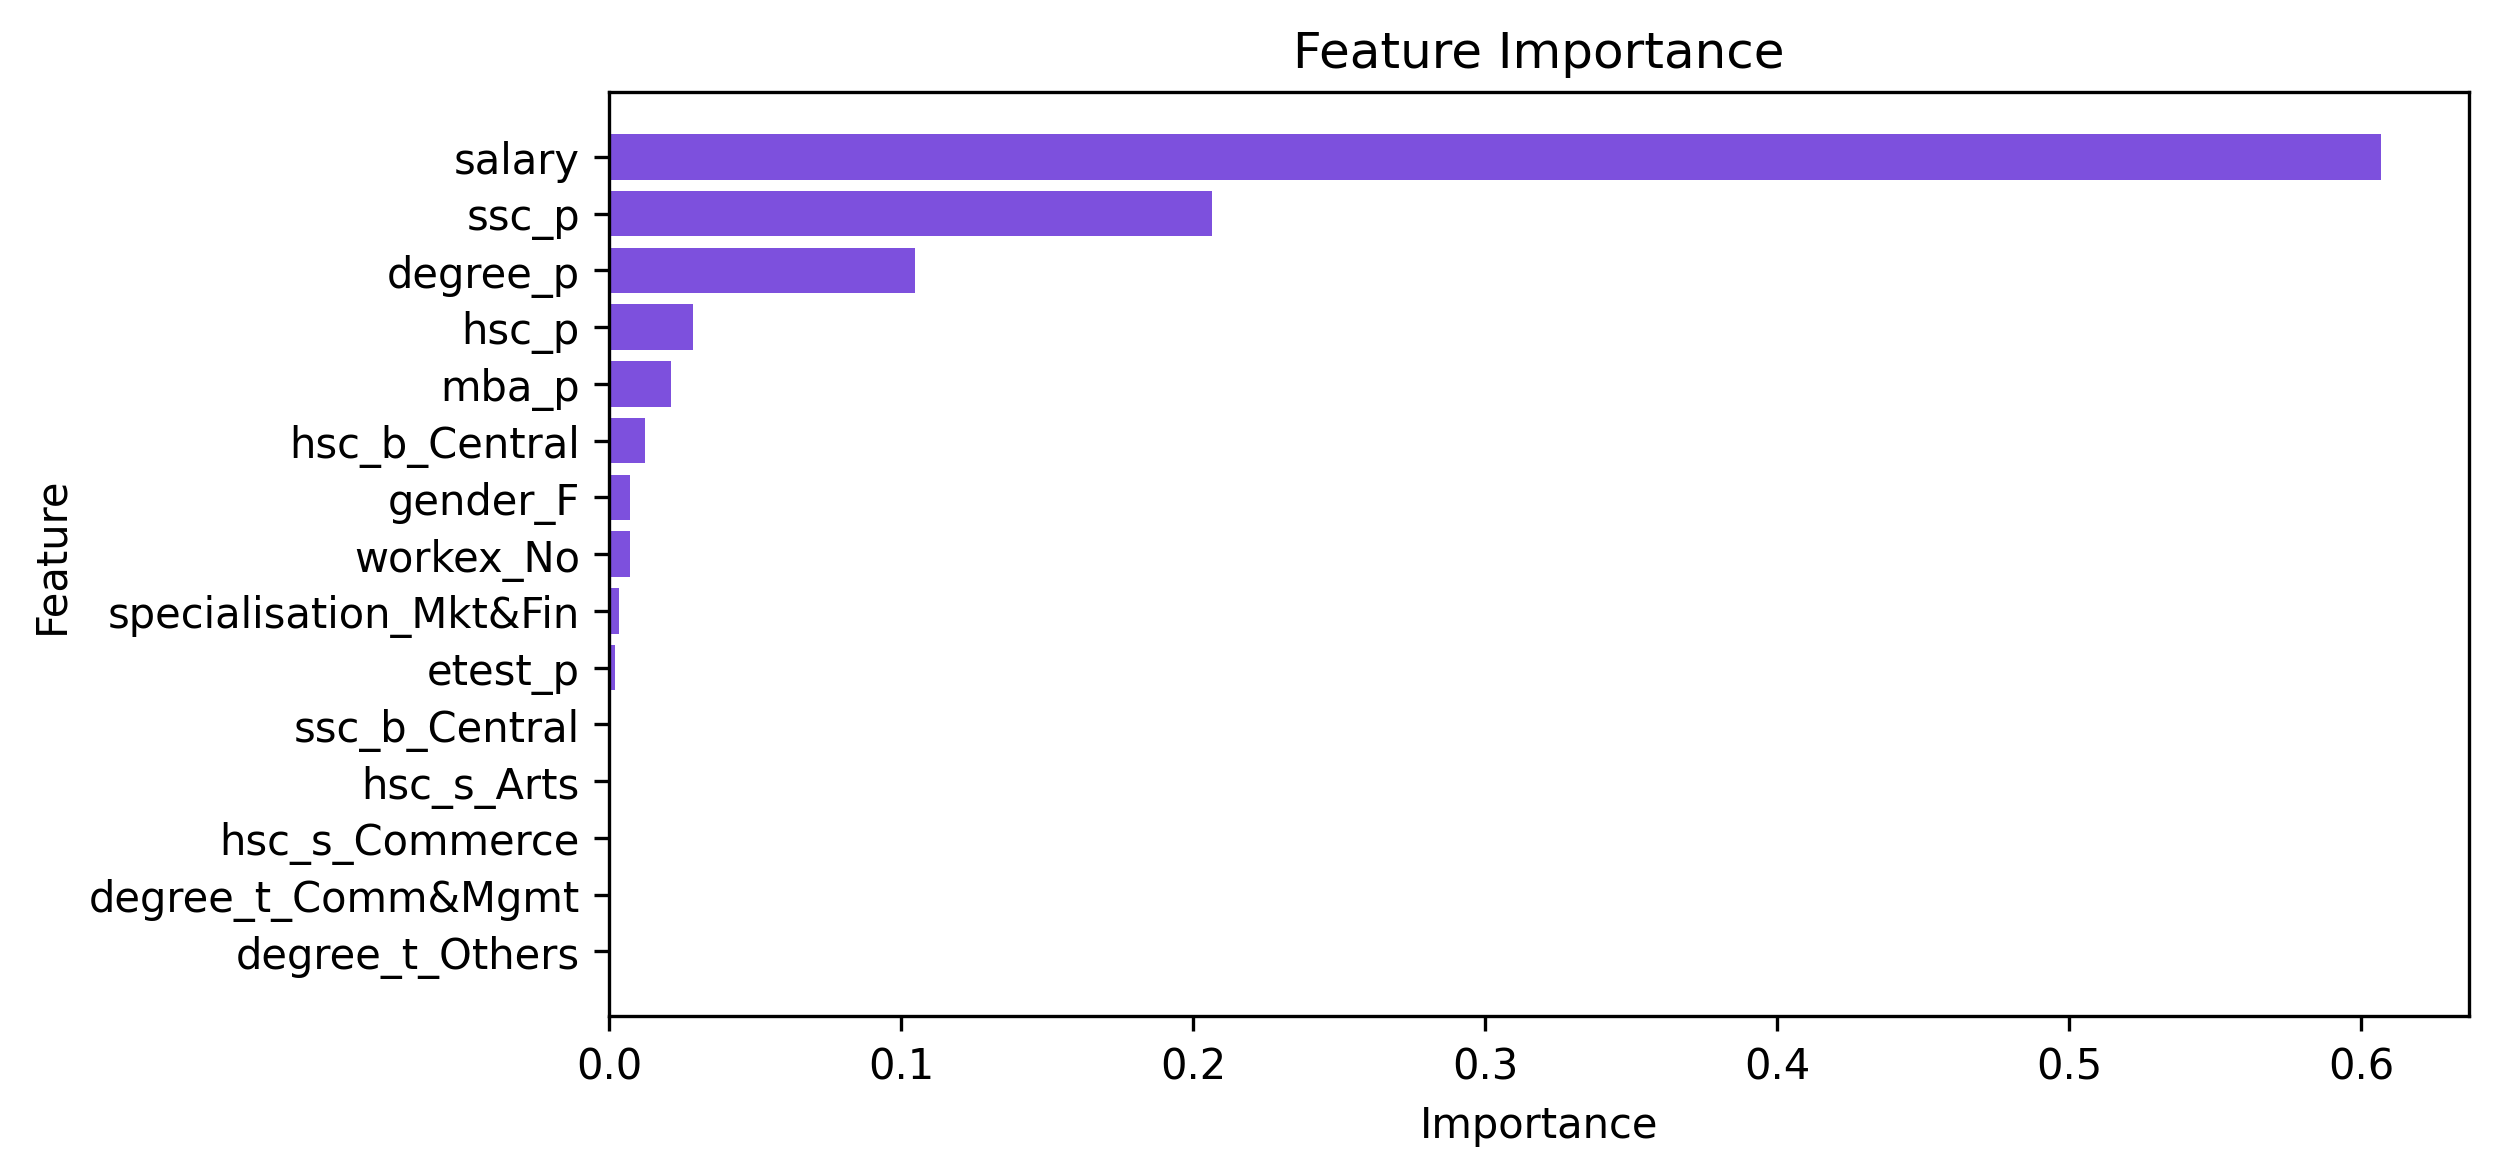 Feature Importance
salary
ssc_p
degree_p
hsc_p
mba_p
hsc_b_Central
gender_F
workex_No
specialisation_Mkt&Fin
etest_p
ssc_b_Central
hsc_s_Arts
hsc_s_Commerce
degree_t_Comm&Mgmt
degree_t_Others
Feature
0.0 0.1 0.2 0.3 0.4 0.5 0.6
Importance